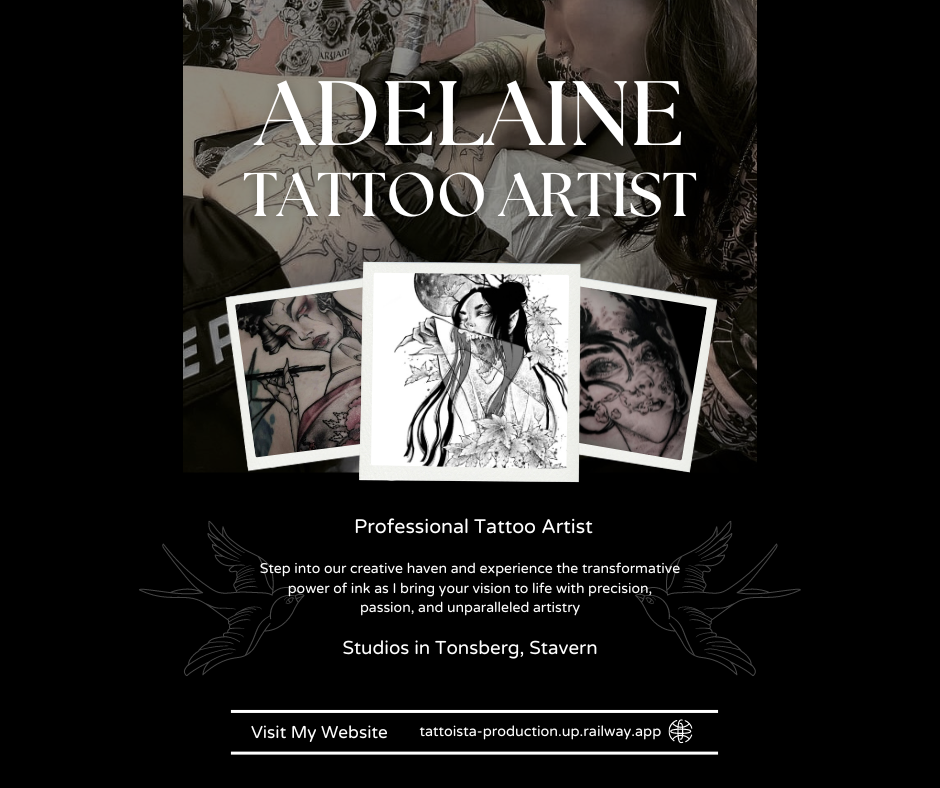 ADELAINE
TATTOO ARTIST
Professional Tattoo Artist
Step into our creative haven and experience the transformative
power of ink as I bring your vision to life with precision,
passion, and unparalleled artistry
Studios in Tonsberg, Stavern
Visit My Website tattoista-production.up.railway.app